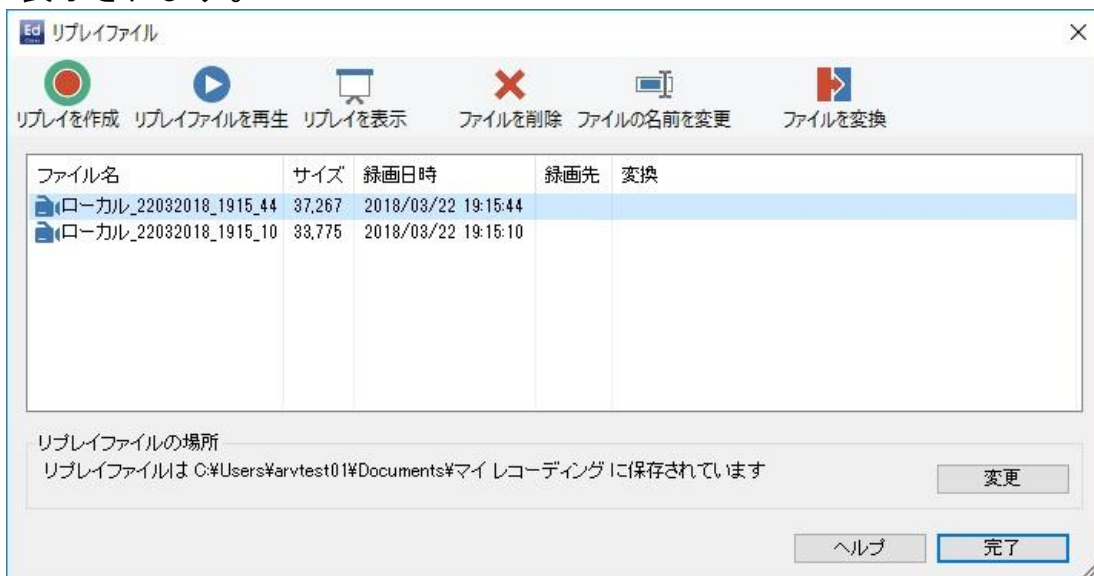 表示されます。
Ed リプレイファイル
リプレイを作成 リプレイファイルを再生 リプレイを表示 ファイルを削除 ファイルの名前を変更 ファイルを変換
ファイル名 サイズ 録画日時 録画先 変換
ローカル_22032018_1915_44 37,267 2018/03/22 19:15:44
ローカル_22032018_1915_10 33,775 2018/03/22 19:15:10
リプレイファイルの場所
リプレイファイルは C:¥Users¥arvtest01¥Documents¥マイ レコーディング に保存されています
変更
ヘルプ 完了